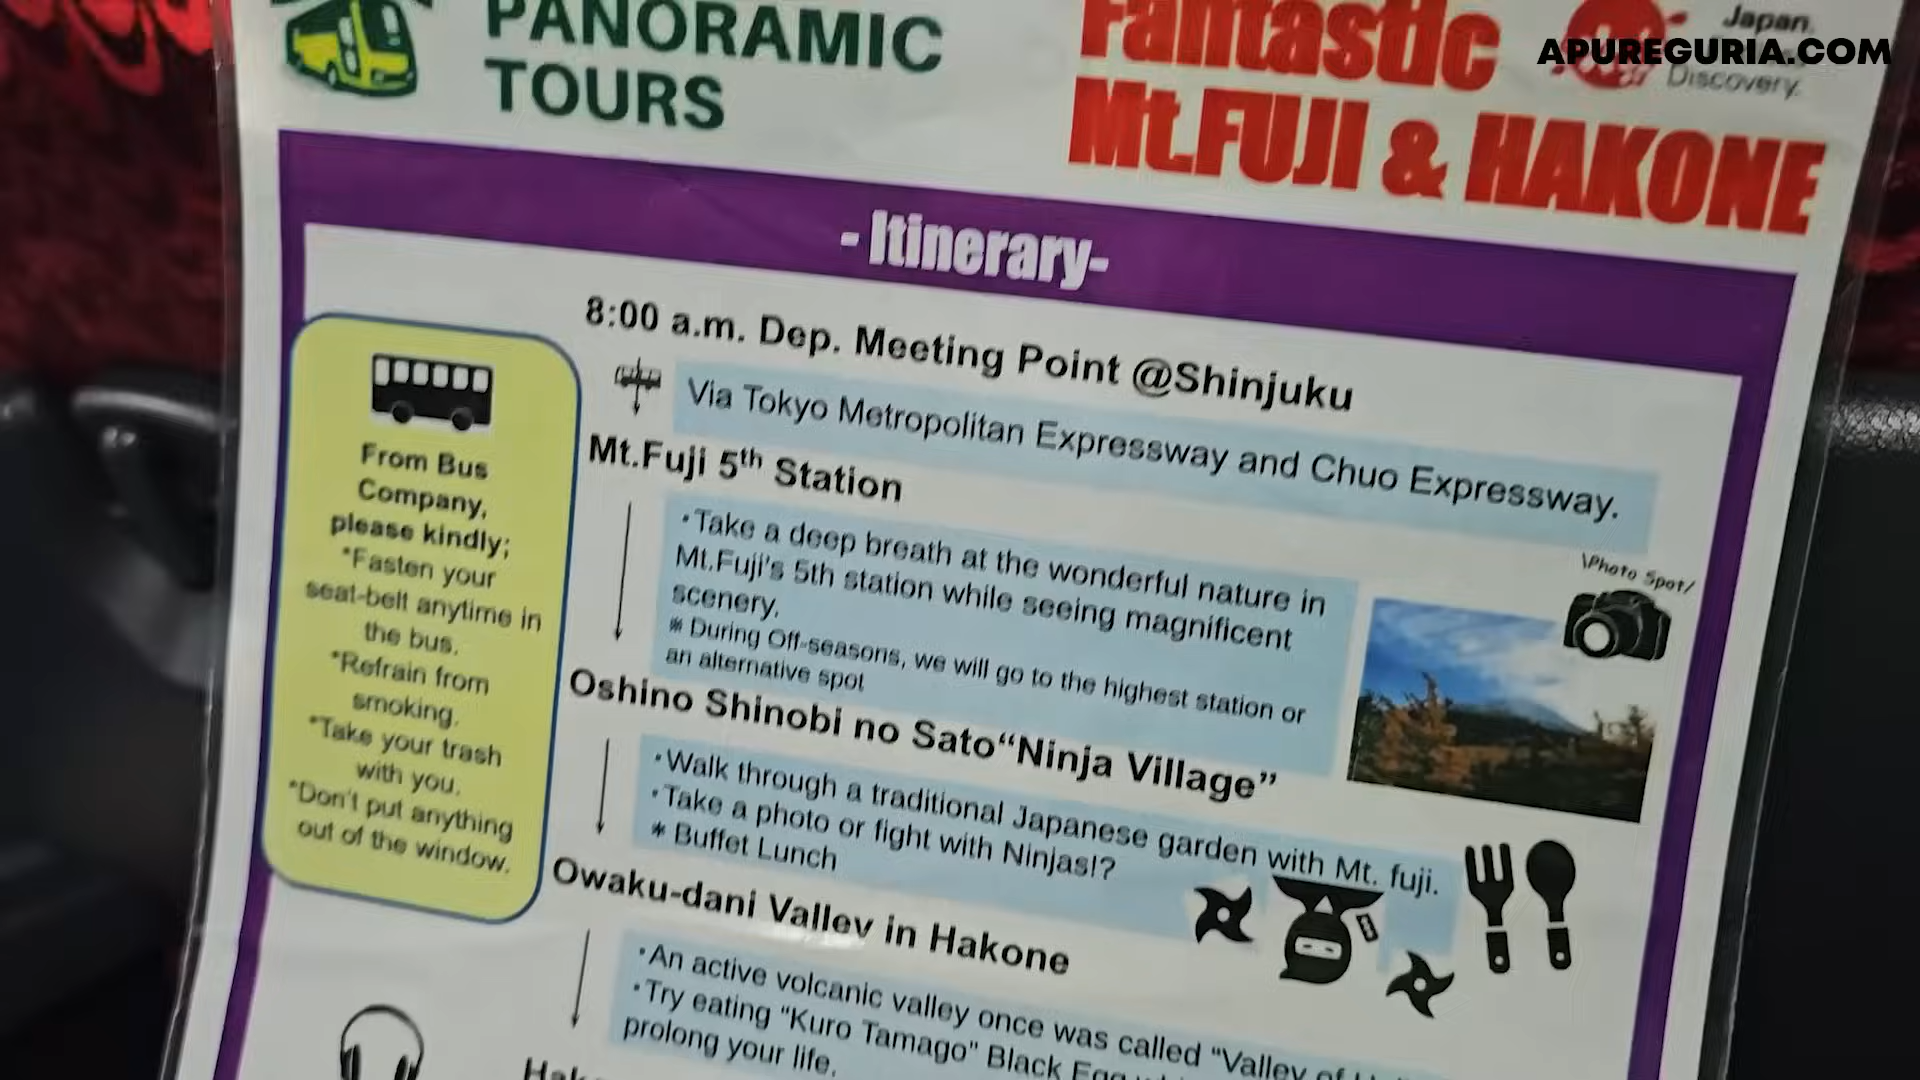 PANORAMIC
TOURS
Fantastic
Mt.FUJI & HAKONE
Japan
Discovery.
APUREGURIA.COM
- Itinerary-
8:00 a.m. Dep. Meeting Point @Shinjuku
Via Tokyo Metropolitan Expressway and Chuo Expressway.
Mt.Fuji 5th Station
・Take a deep breath at the wonderful nature in
Mt.Fuji's 5th station while seeing magnificent
scenery.
* During Off-seasons, we will go to the highest station or
an alternative spot
\Photo Spot/
Oshino Shinobi no Sato“Ninja Village”
・Walk through a traditional Japanese garden with Mt. fuji.
・Take a photo or fight with Ninjas!?
* Buffet Lunch
Owaku-dani Valley in Hakone
・An active volcanic valley once was called “Valley of
・Try eating “Kuro Tamago” Black Egg
prolong your life.
From Bus
Company,
please kindly;
*Fasten your
seat-belt anytime in
the bus.
*Refrain from
smoking.
*Take your trash
with you.
*Don't put anything
out of the window.